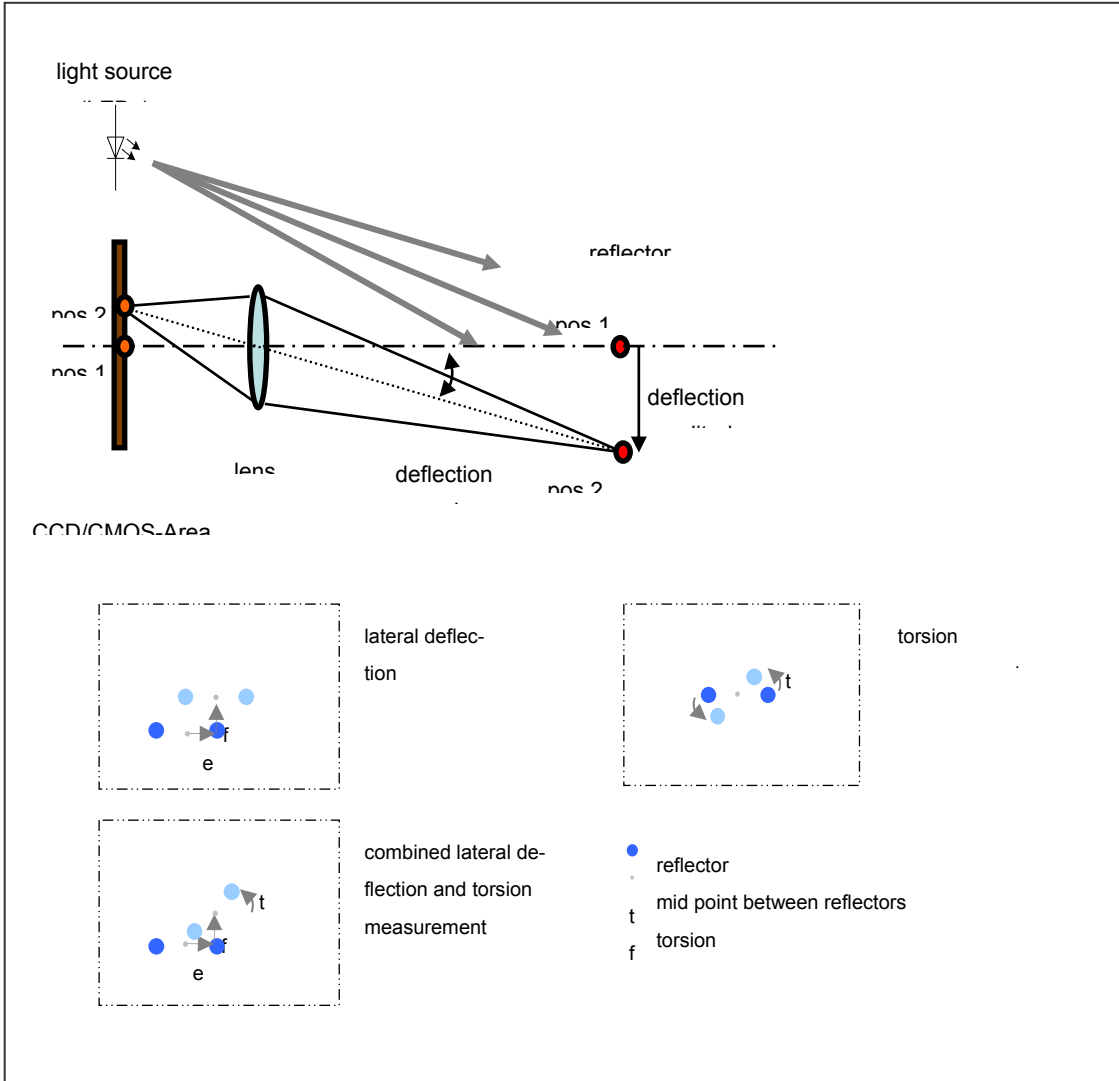 light source
reflector
pos 2
pos 1
pos 1
deflection
lens
deflection
pos 2
CCD/CMOS-Area
lateral deflec-
tion
f
e
torsion
t
combined lateral de-
flection and torsion
measurement
t
f
e
reflector
mid point between reflectors
t
torsion
f